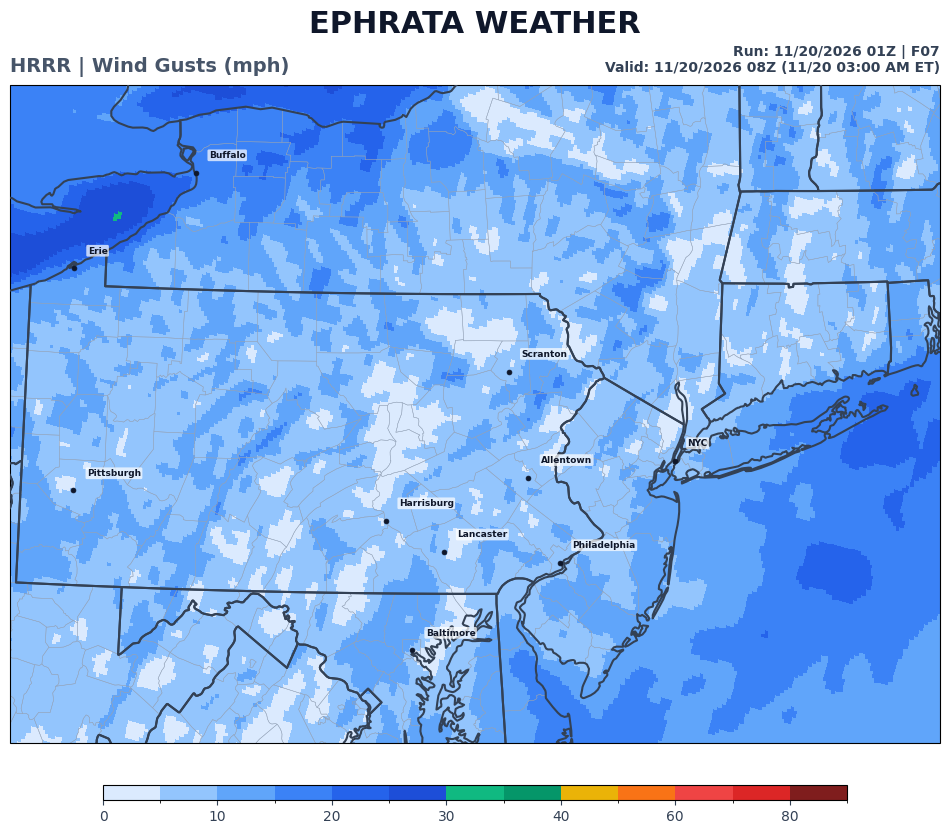 EPHRATA WEATHER
HRRR | Wind Gusts (mph)
Run: 11/20/2026 01Z | F07
Valid: 11/20/2026 08Z (11/20 03:00 AM ET)
Buffalo
Erie
Scranton
NYC
Allentown
Pittsburgh
Harrisburg
Lancaster
Philadelphia
Baltimore
0 10 20 30 40 50 60 70 80